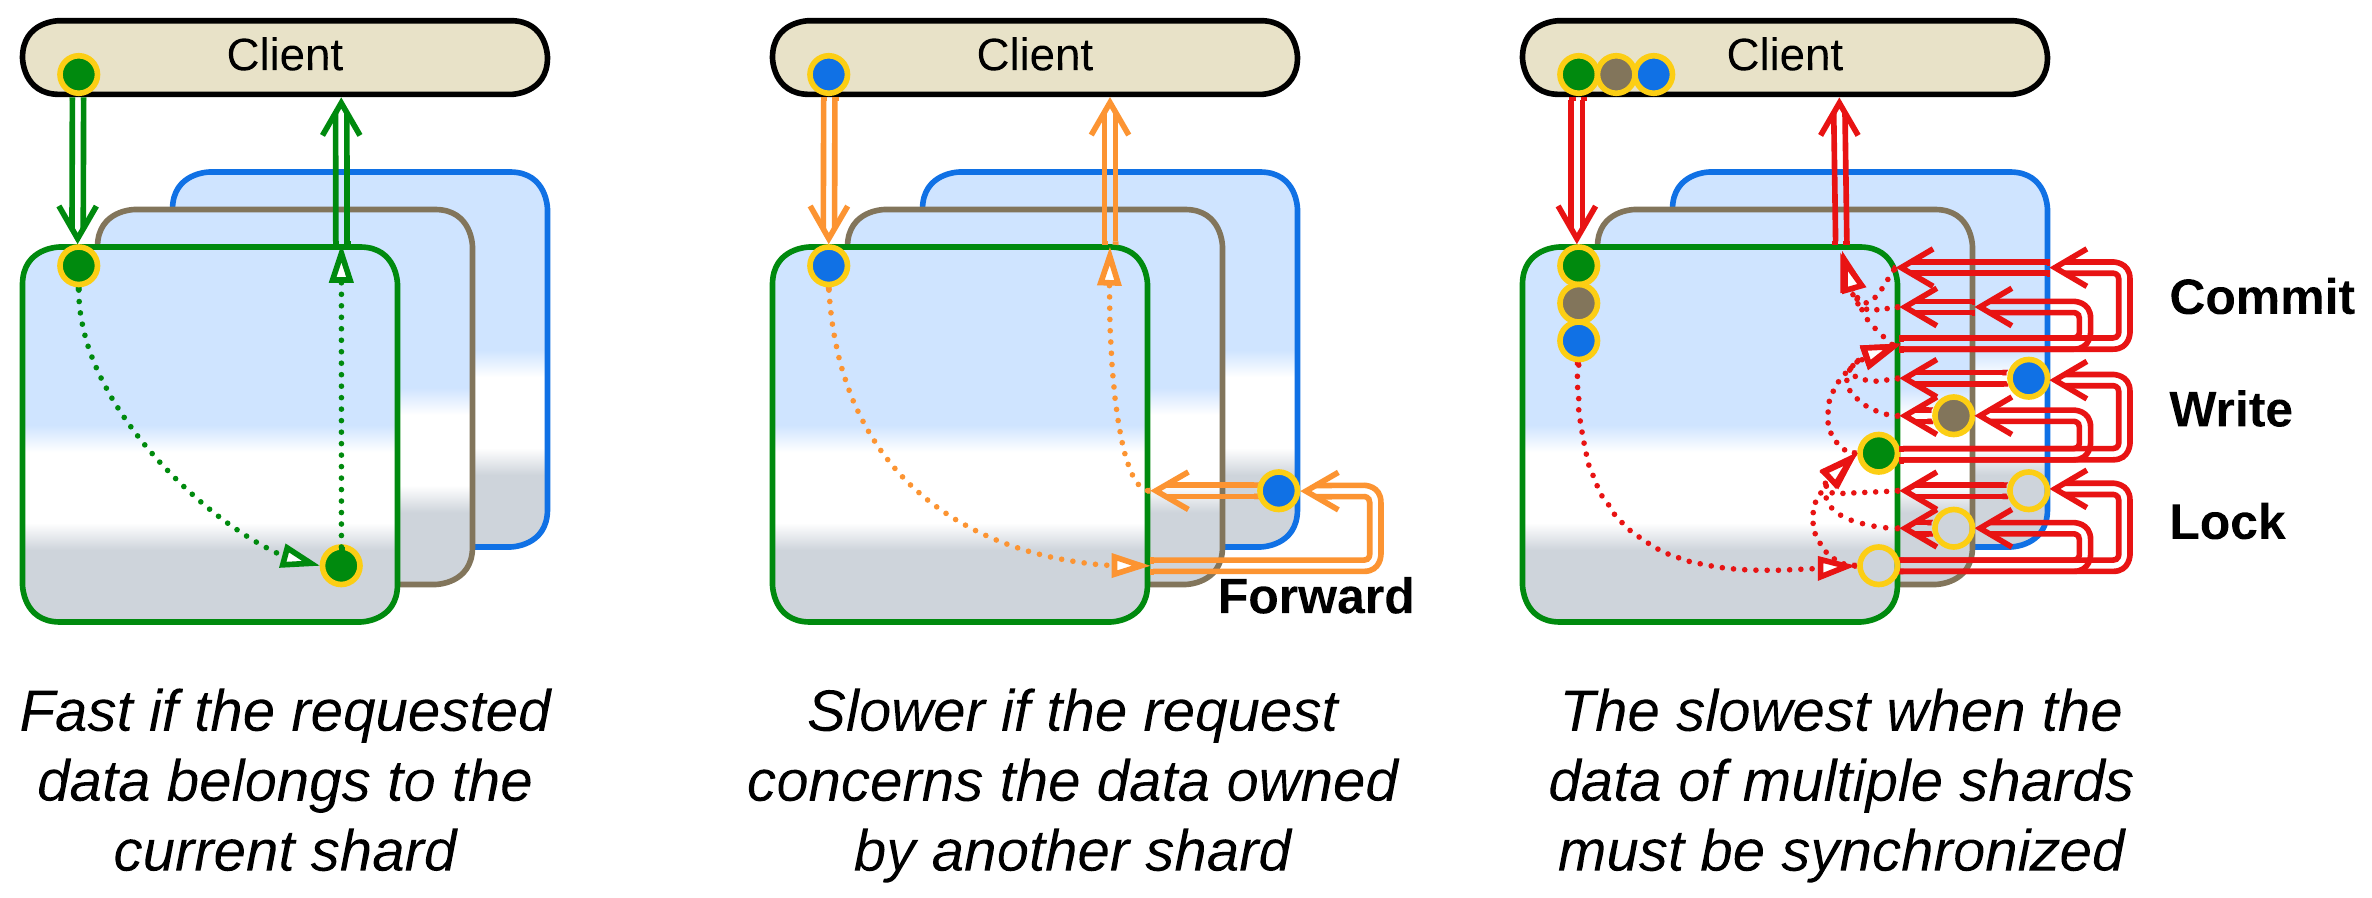 Client
Client
Client
Commit
Write
Lock
Forward
Fast if the requested
data belongs to the
current shard
Slower if the request
concerns the data owned
by another shard
The slowest when the
data of multiple shards
must be synchronized